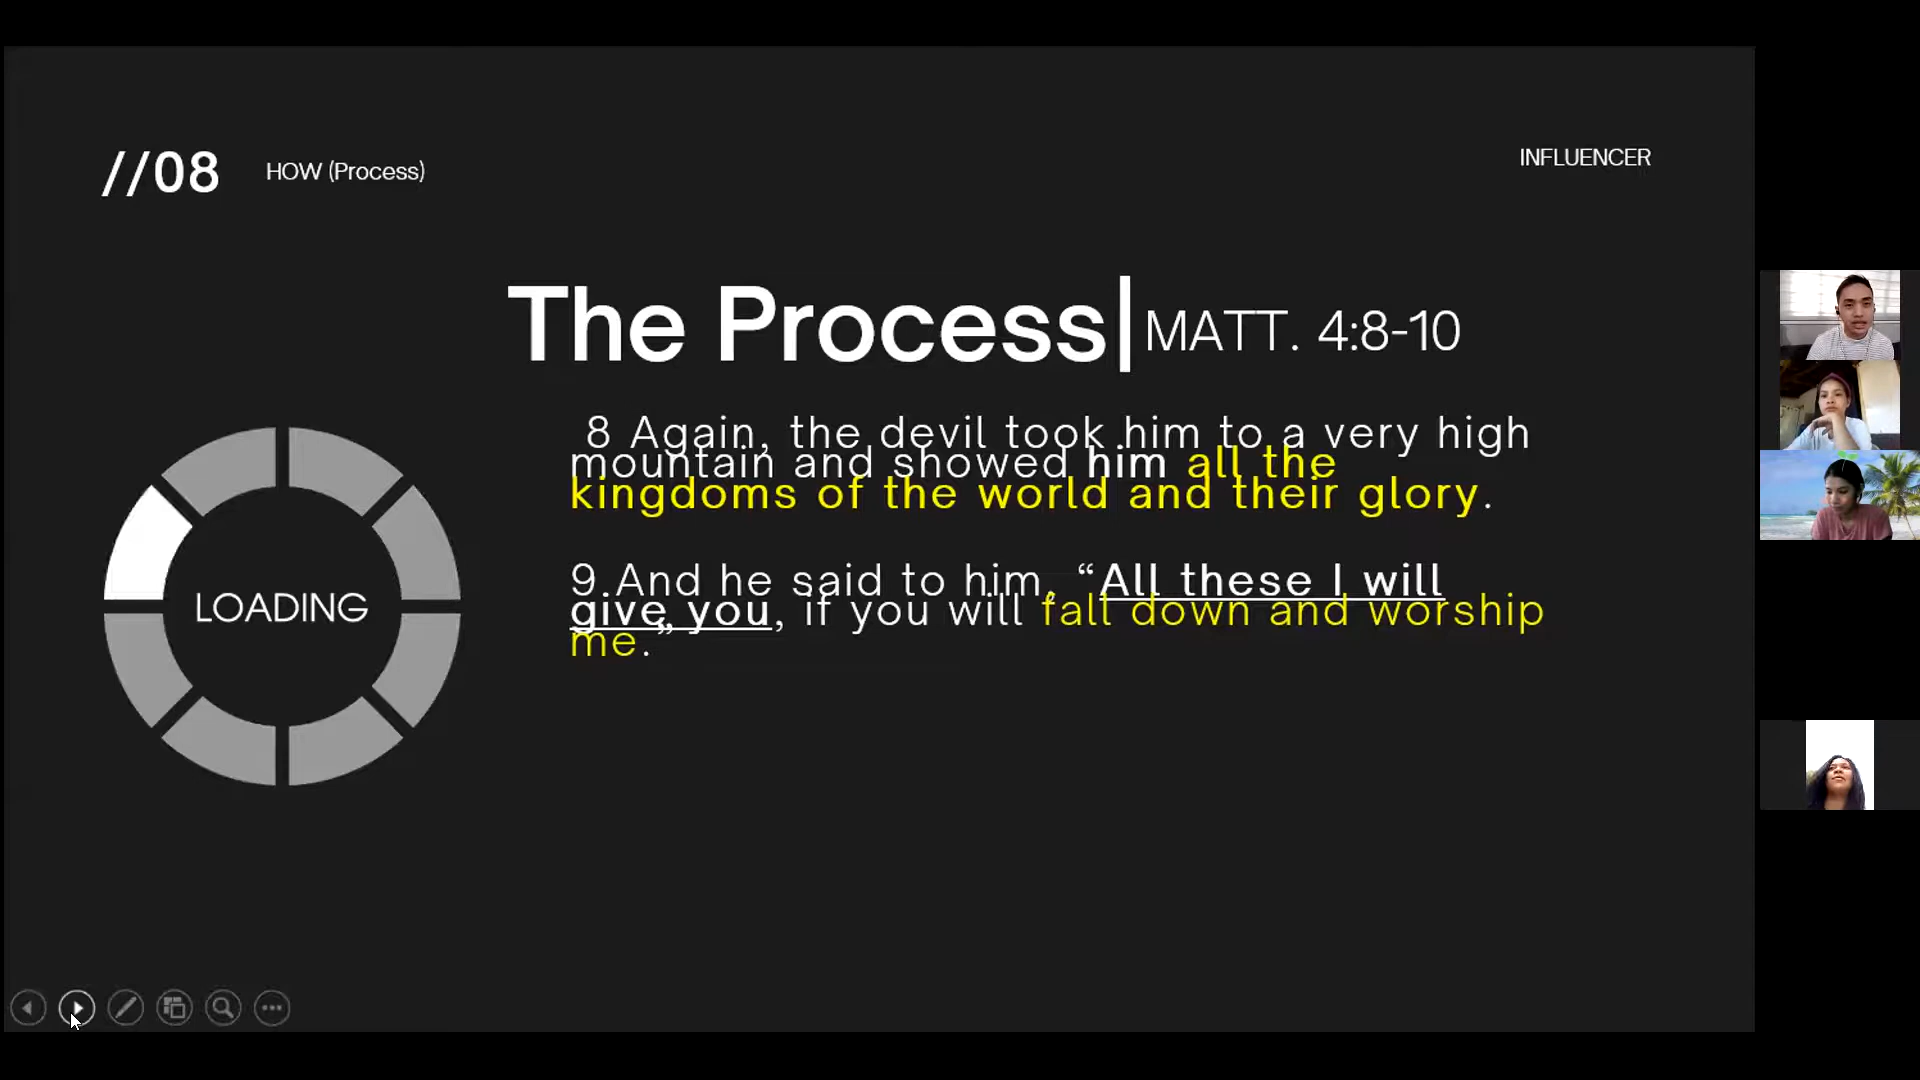 //08 HOW (Process)
INFLUENCER
The Process| MATT. 4:8-10
8 Again, the devil took him to a very high
mountain and showed him all the
kingdoms of the world and their glory.
9.And he said to him, “All these I will
give you, if you will fall down and worship
me.”
LOADING